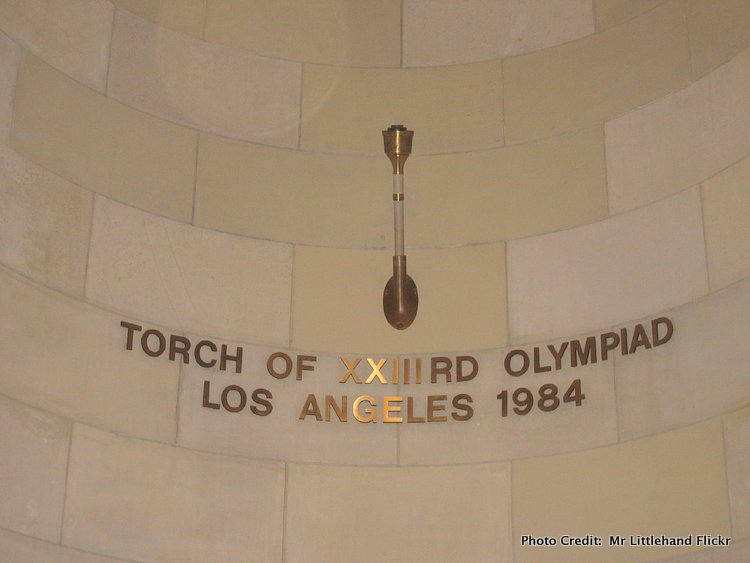 TORCH OF XXIIIRD OLYMPIAD
LOS ANGELES 1984
Photo Credit: Mr Littlehand Flickr